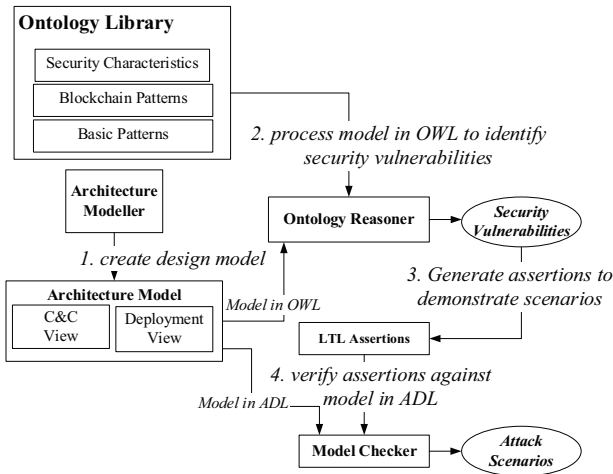 Ontology Library
Security Characteristics
Blockchain Patterns
Basic Patterns
2. process model in OWL to identify
security vulnerabilities
Architecture
Modeller
Ontology Reasoner
Security
Vulnerabilities
1. create design model
3. Generate assertions to
demonstrate scenarios
Architecture Model
C&C
View
Deployment
View
Model in OWL
LTL Assertions
4. verify assertions against
model in ADL
Model in ADL
Model Checker
Attack
Scenarios